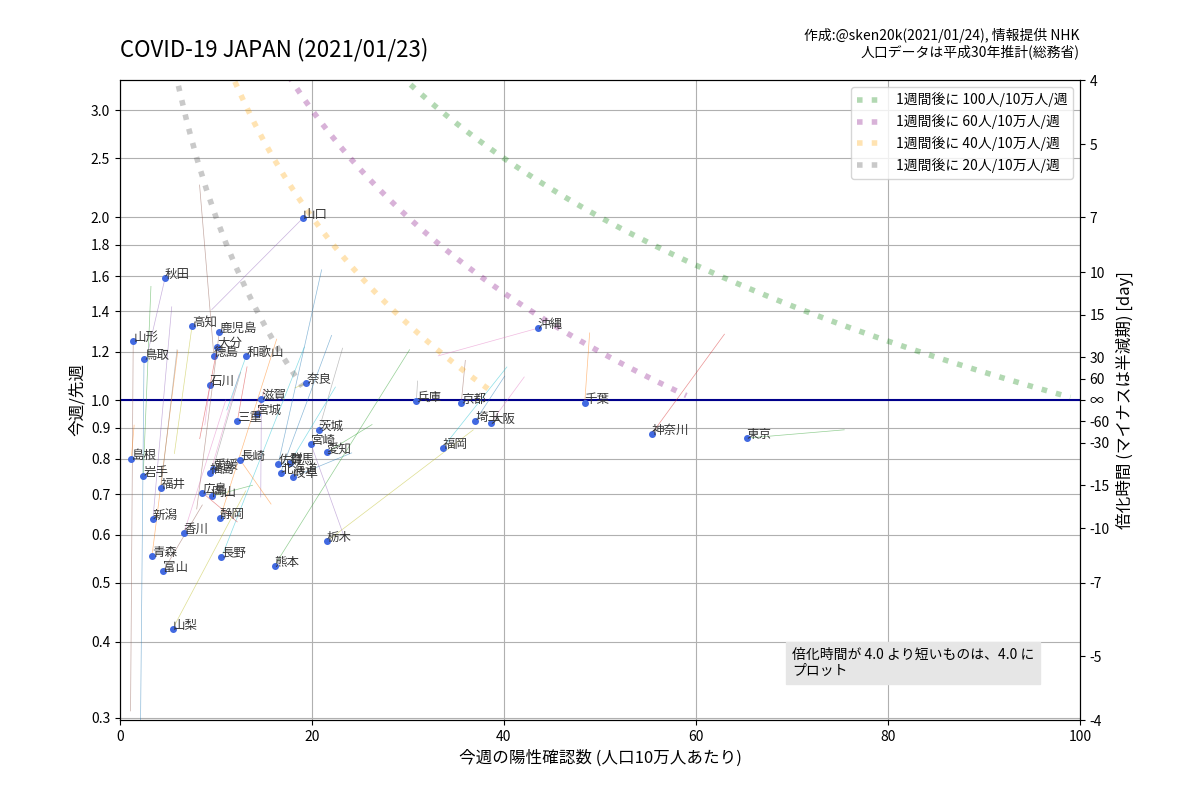 COVID-19 JAPAN (2021/01/23)
作成:@sken20k(2021/01/24), 情報提供 NHK
人口データは平成30年推計(総務省)
1週間後に 100人/10万人/週
1週間後に 60人/10万人/週
1週間後に 40人/10万人/週
1週間後に 20人/10万人/週
今週/先週
3.0
2.5
2.0
1.8
1.6
1.4
1.2
1.0
0.9
0.8
0.7
0.6
0.5
0.4
0.3
山口
秋田
高知
鹿児島
沖縄
山形
大分
鳥取
徳島
和歌山
石川
奈良
滋賀
兵庫
京都
千葉
宮城
三重
埼玉
大阪
茨城
神奈川
東京
宮崎
愛知
福岡
島根
長崎
佐賀
群馬
愛媛
福島
北海道
岐阜
岩手
福井
広島
岡山
新潟
静岡
香川
栃木
青森
長野
富山
熊本
山梨
倍化時間が 4.0 より短いものは、4.0 に
プロット
4
5
7
10
15
30
60
∞
-60
-30
-15
-10
-7
-5
-4
倍化時間 (マイナスは半減期) [day]
0
20
40
60
80
100
今週の陽性確認数 (人口10万人あたり)